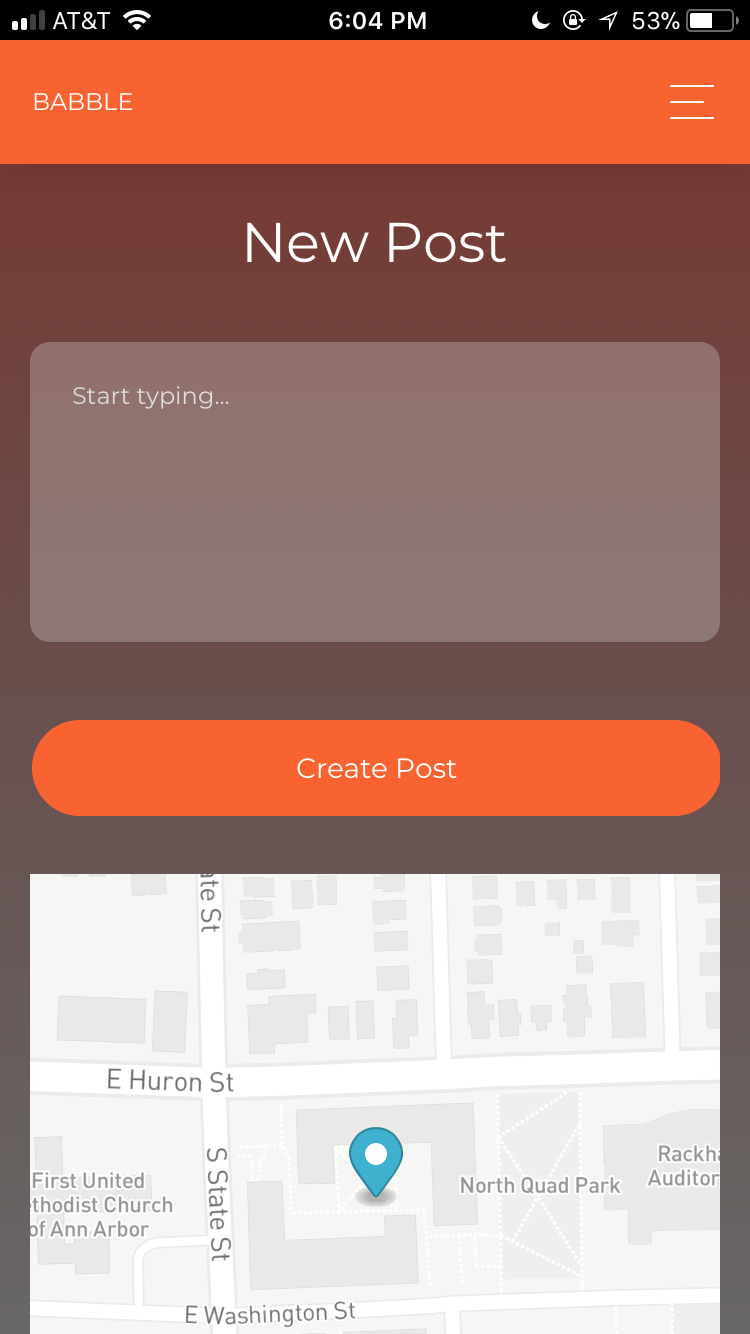 AT&T 6:04 PM 53%
BABBLE
New Post
Start typing...
Create Post
ate St
E Huron St
S State St
First United
thodist Church
of Ann Arbor
North Quad Park
Rackha
Auditor
E Washington St